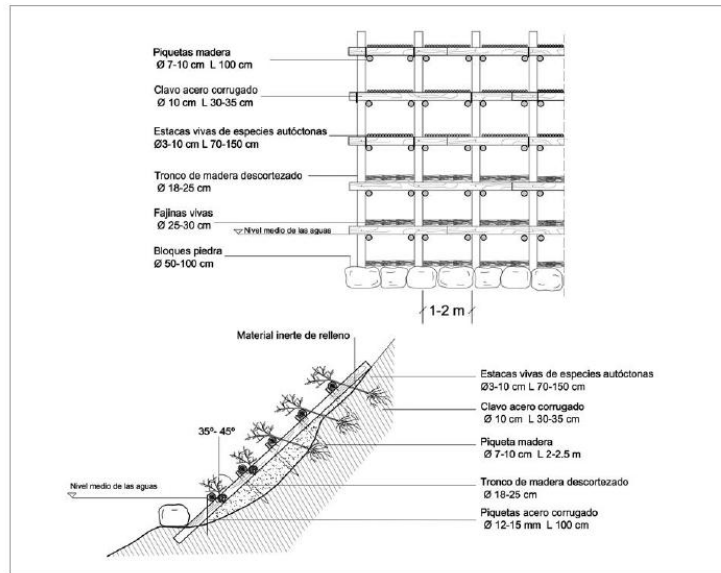 Piquetas madera
Ø 7-10 cm L 100 cm
Clavo acero corrugado
Ø 10 cm L 30-35 cm
Estacas vivas de especies autóctonas
Ø3-10 cm L 70-150 cm
Tronco de madera descortezado
Ø 18-25 cm
Fajinas vivas
Ø 25-30 cm
Nivel medio de las aguas
Bloques piedra
Ø 50-100 cm
1-2 m
Material inerte de relleno
Estacas vivas de especies autóctonas
Ø3-10 cm L 70-150 cm
Clavo acero corrugado
Ø 10 cm L 30-35 cm
35º- 45º
Piqueta madera
Ø 7-10 cm L 2-2.5 m
Nivel medio de las aguas
Tronco de madera descortezado
Ø 18-25 cm
Piquetas acero corrugado
Ø 12-15 mm L 100 cm